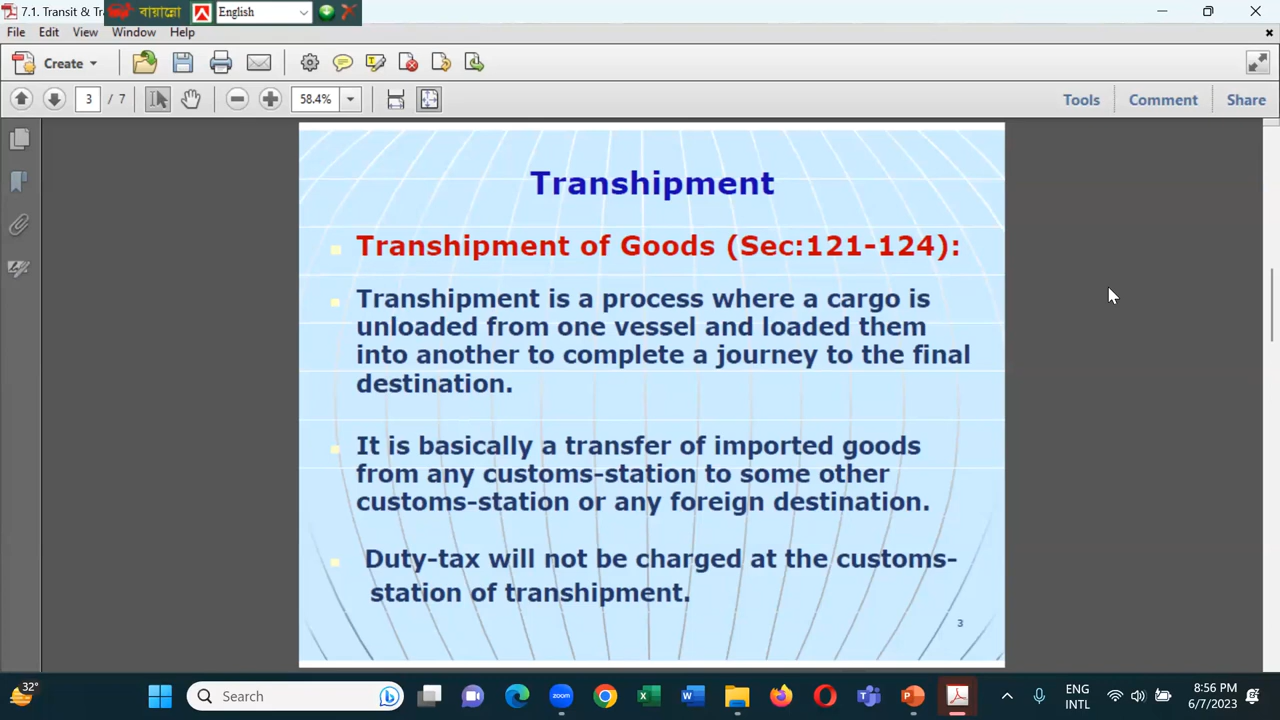 7.1. Transit & Tr
বায়ান্নো
English
File Edit View Window Help
Create
3 / 7
58.4%
Tools Comment Share
Transhipment
Transhipment of Goods (Sec:121-124):
Transhipment is a process where a cargo is
unloaded from one vessel and loaded them
into another to complete a journey to the final
destination.
It is basically a transfer of imported goods
from any customs-station to some other
customs-station or any foreign destination.
Duty-tax will not be charged at the customs-
station of transhipment.
3
32°
Search
zoom
ENG
INTL
8:56 PM
6/7/2023